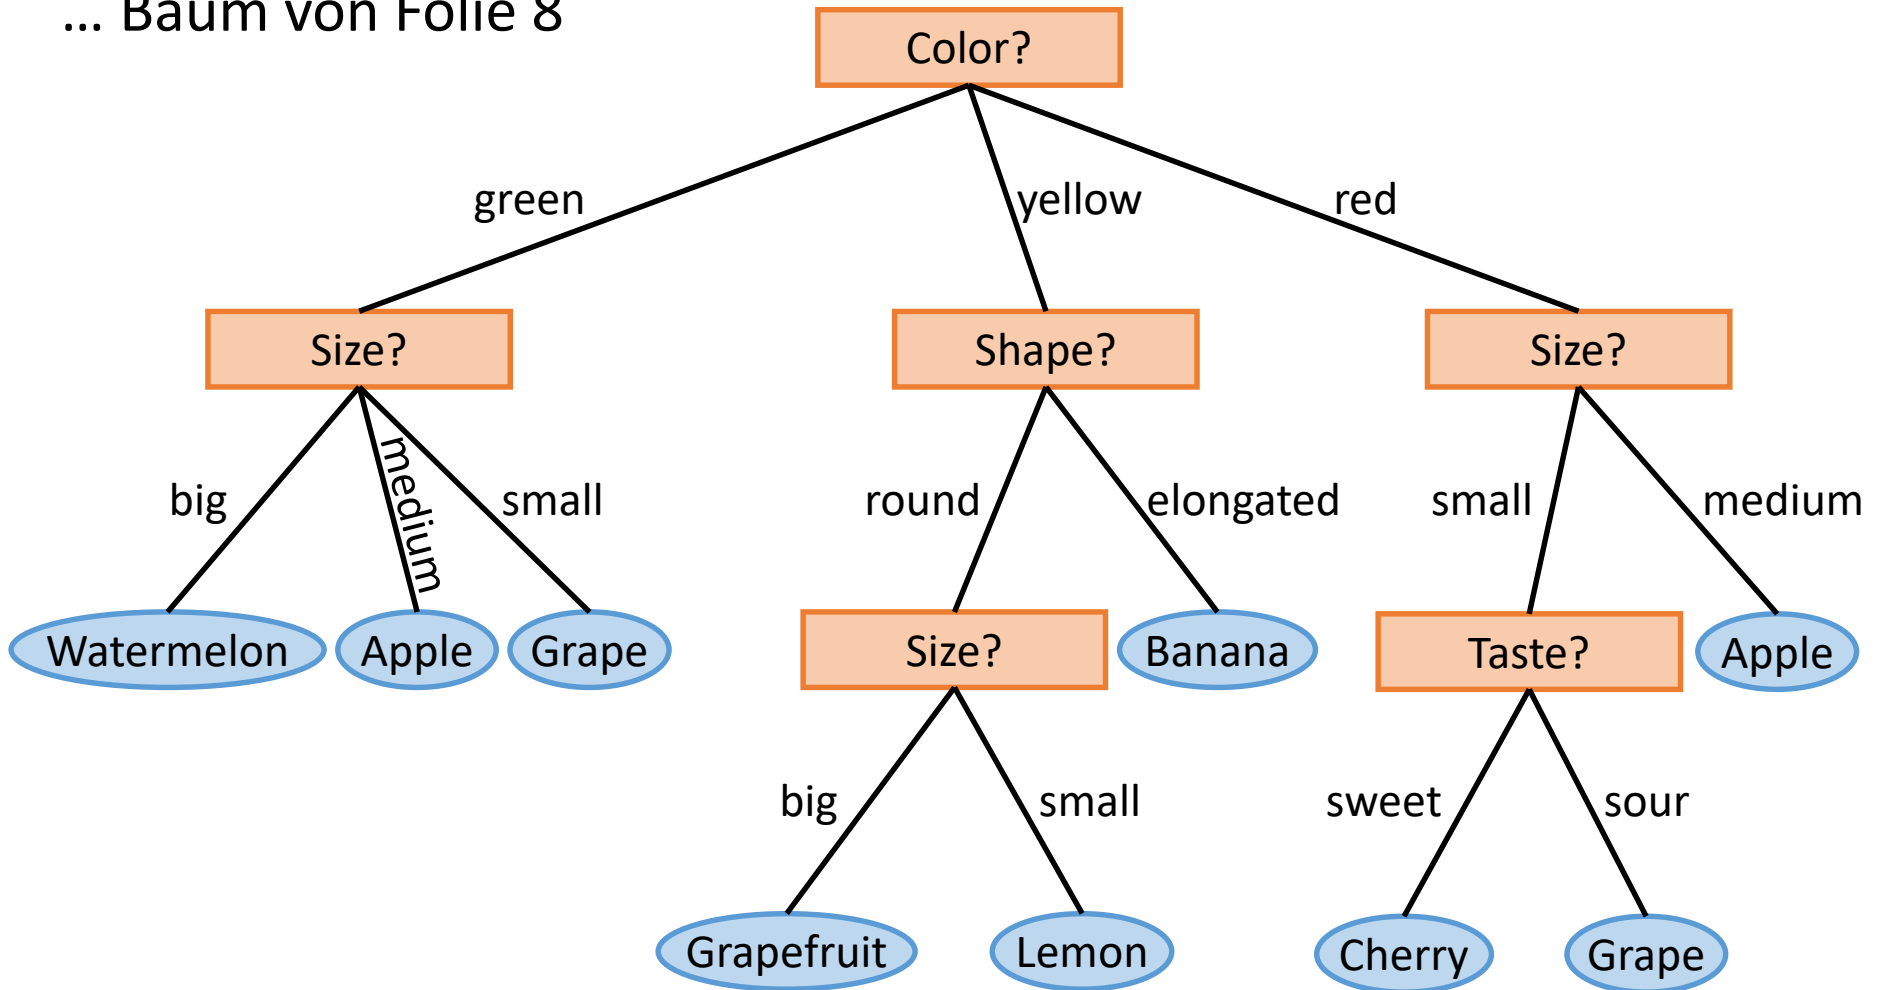 ... Baum von Folie 8
Color?
green
yellow
red
Size?
Shape?
Size?
big
medium
small
round
elongated
small
medium
Watermelon
Apple
Grape
Size?
Banana
Taste?
Apple
big
small
sweet
sour
Grapefruit
Lemon
Cherry
Grape